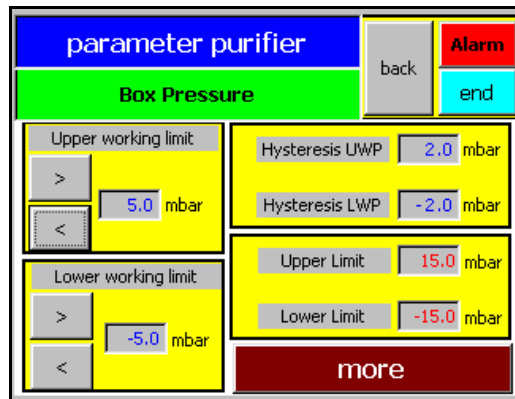 parameter purifier
back
Alarm
Box Pressure
end
Upper working limit
>
5.0 mbar
<
Hysteresis UWP 2.0 mbar
Hysteresis LWP -2.0 mbar
Lower working limit
>
-5.0 mbar
<
Upper Limit 15.0 mbar
Lower Limit -15.0 mbar
more